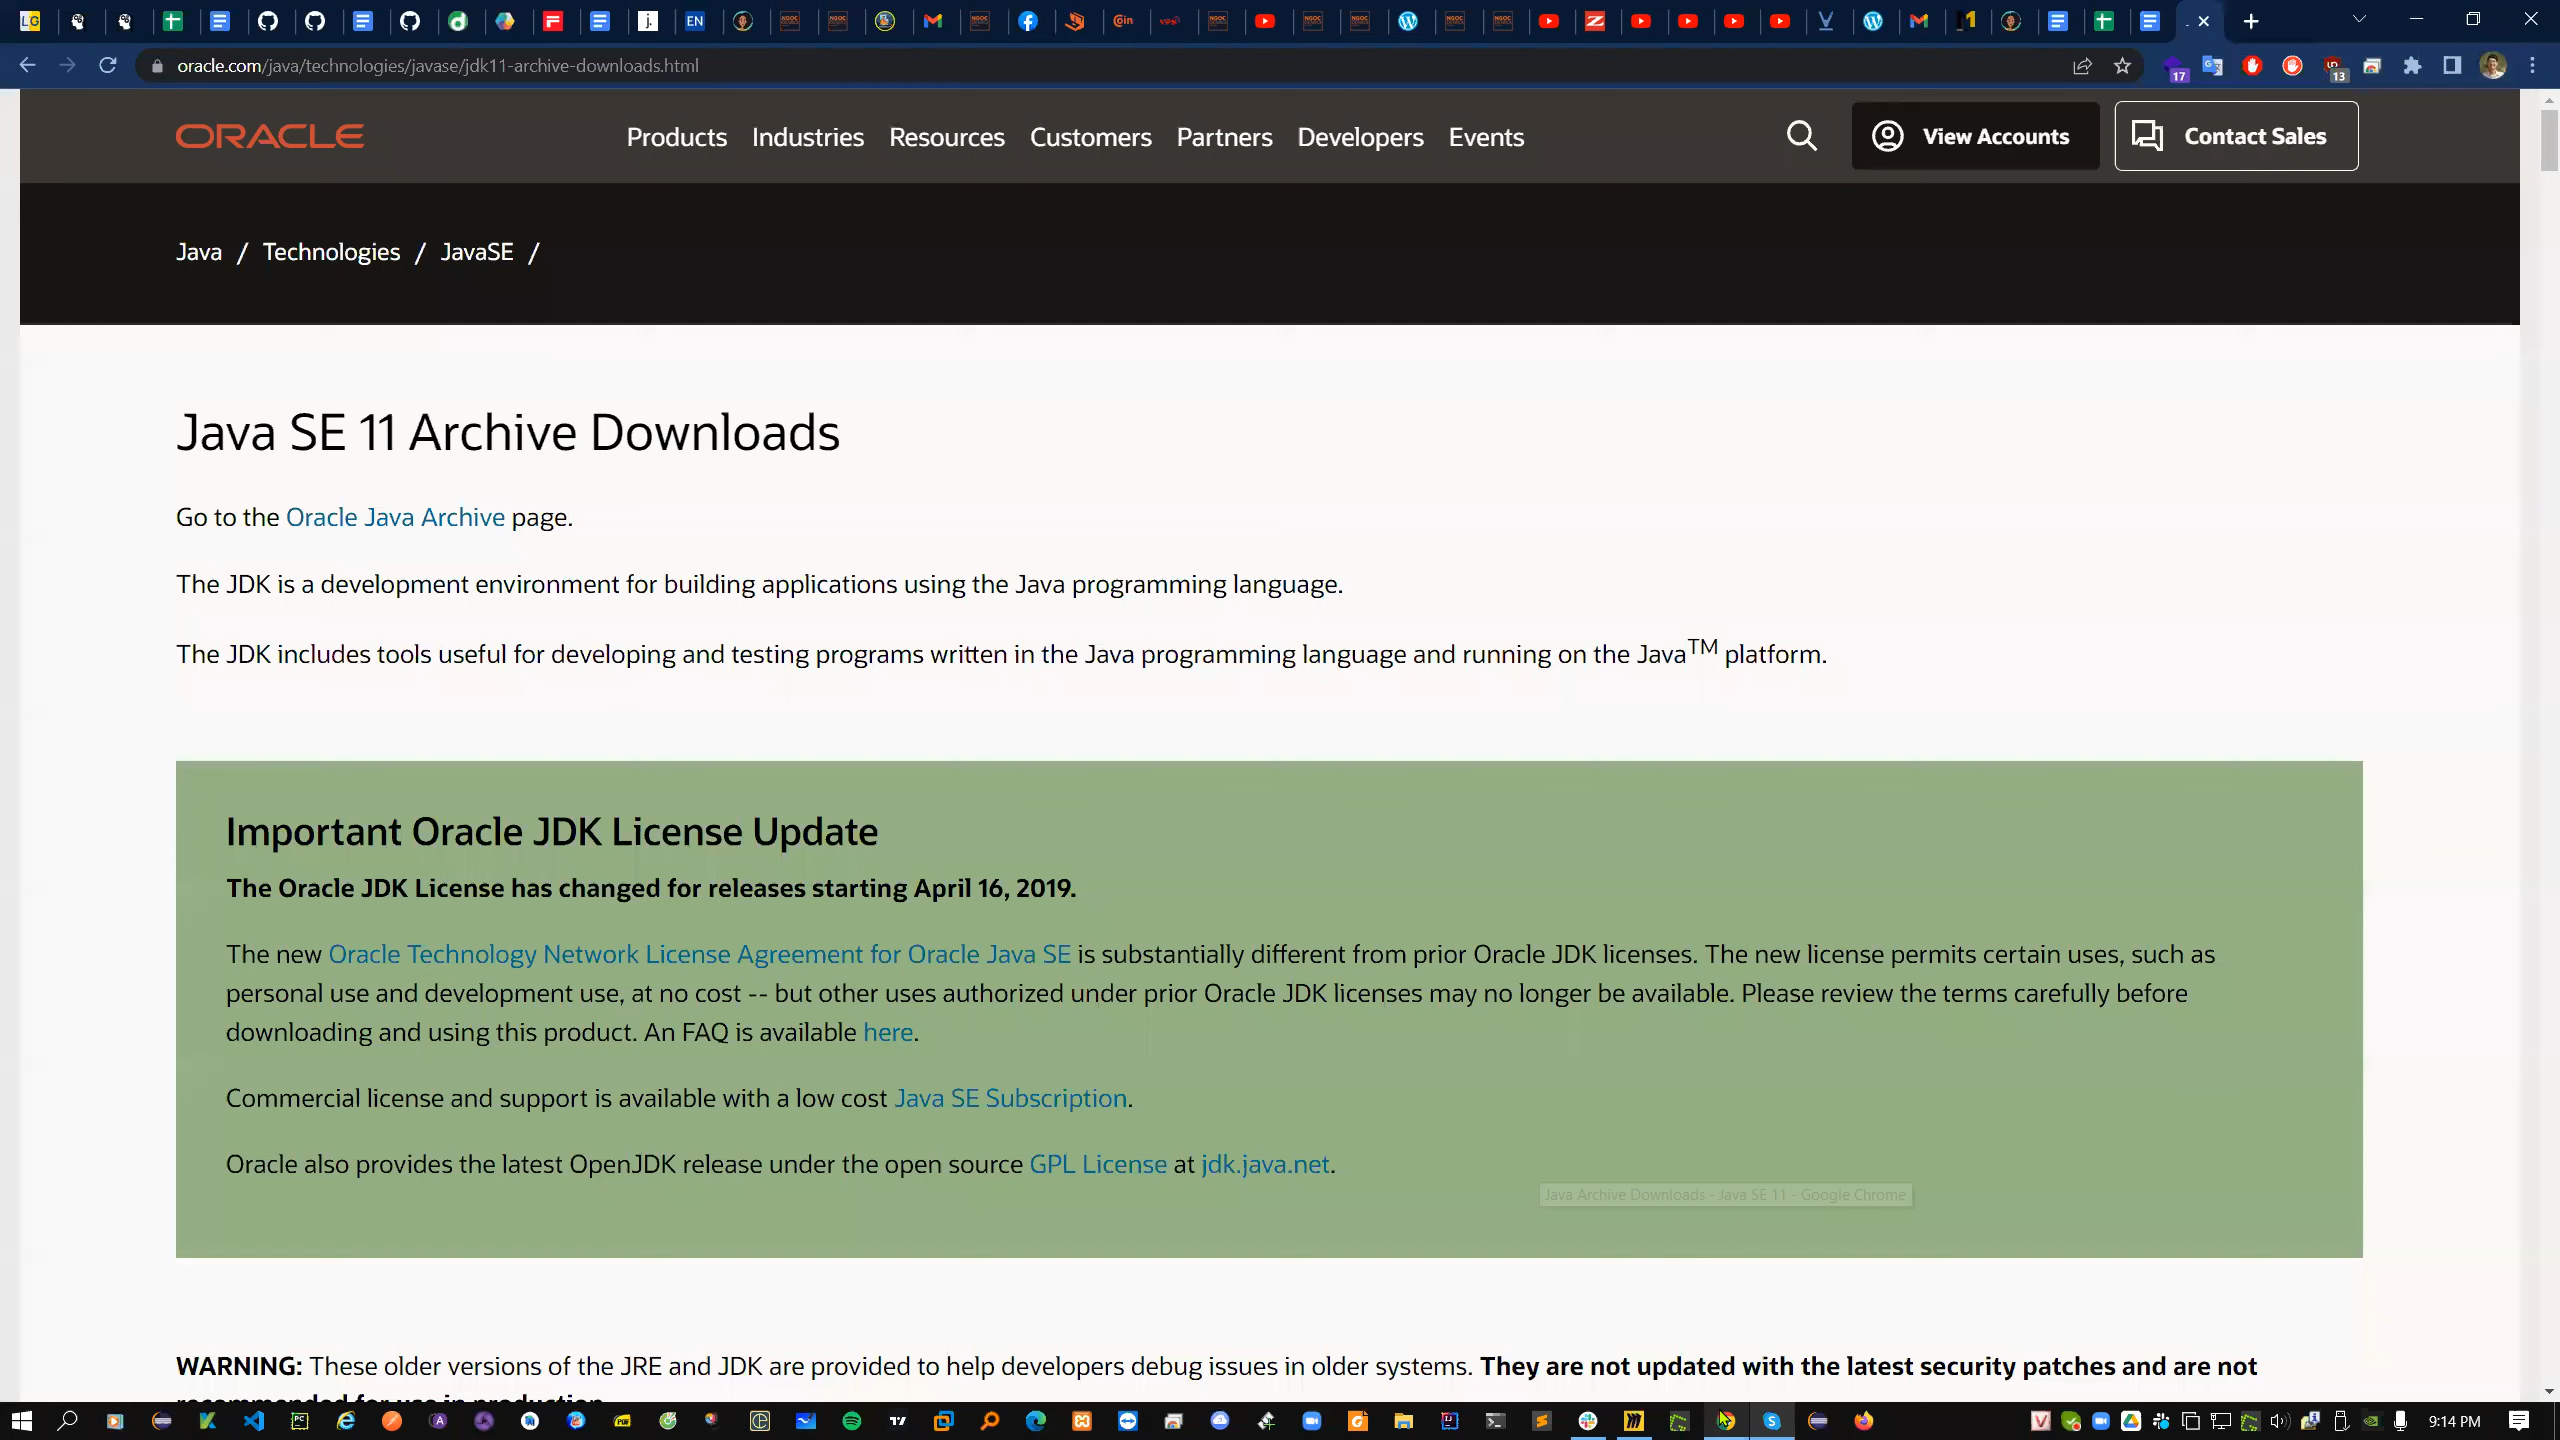 oracle.com/java/technologies/javase/jdk11-archive-downloads.html
17
13
ORACLE
Products Industries Resources Customers Partners Developers Events
View Accounts
Contact Sales
Java / Technologies / JavaSE /
Java SE 11 Archive Downloads
Go to the Oracle Java Archive page.
The JDK is a development environment for building applications using the Java programming language.
The JDK includes tools useful for developing and testing programs written in the Java programming language and running on the Java™ platform.
Important Oracle JDK License Update
The Oracle JDK License has changed for releases starting April 16, 2019.
The new Oracle Technology Network License Agreement for Oracle Java SE is substantially different from prior Oracle JDK licenses. The new license permits certain uses, such as
personal use and development use, at no cost -- but other uses authorized under prior Oracle JDK licenses may no longer be available. Please review the terms carefully before
downloading and using this product. An FAQ is available here.
Commercial license and support is available with a low cost Java SE Subscription.
Oracle also provides the latest OpenJDK release under the open source GPL License at jdk.java.net.
Java Archive Downloads - Java SE 11 - Google Chrome
WARNING: These older versions of the JRE and JDK are provided to help developers debug issues in older systems. They are not updated with the latest security patches and are not
recommended for use in production.
9:14 PM